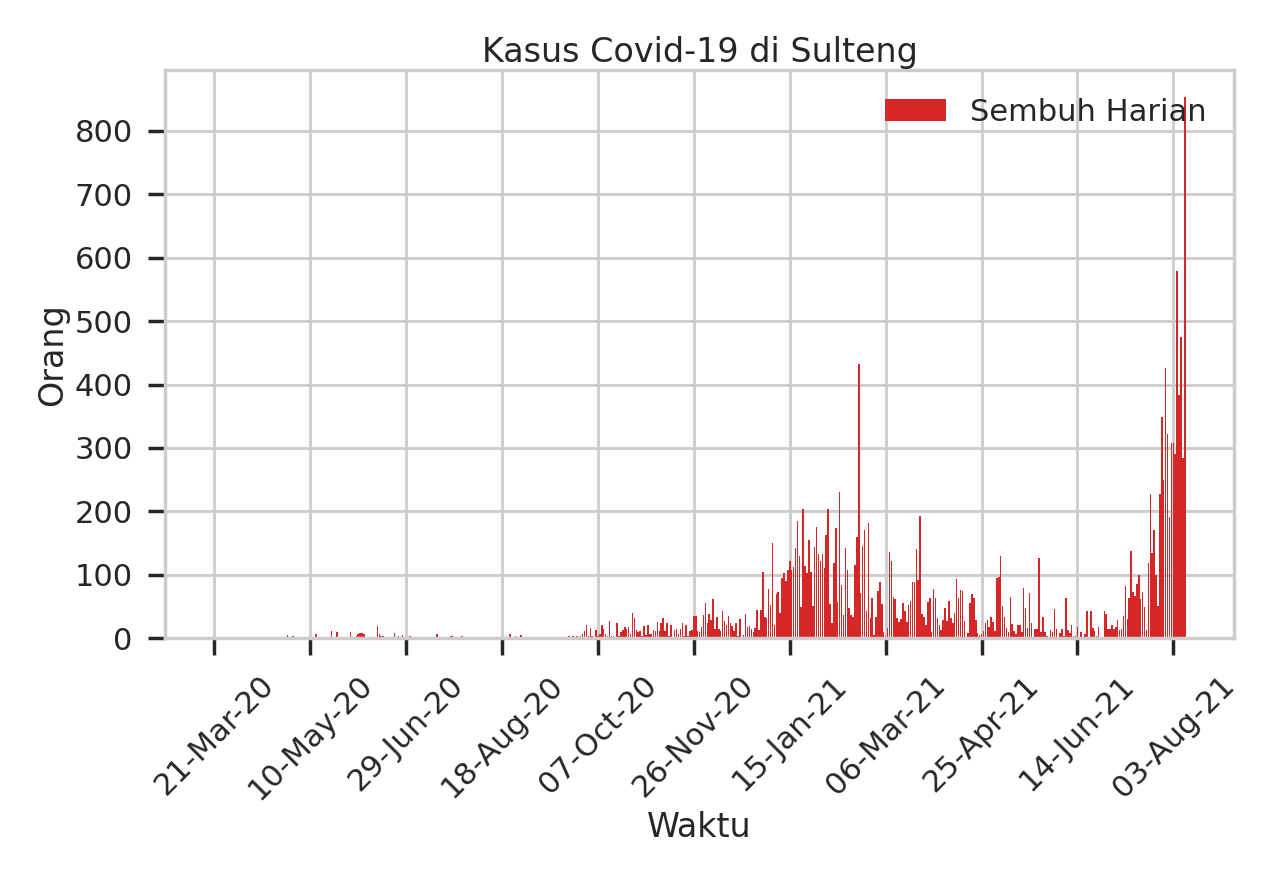 Kasus Covid-19 di Sulteng
Sembuh Harian
800
700
600
500
400
300
200
100
0
Orang
21-Mar-20
10-May-20
29-Jun-20
18-Aug-20
07-Oct-20
26-Nov-20
15-Jan-21
06-Mar-21
25-Apr-21
14-Jun-21
03-Aug-21
Waktu